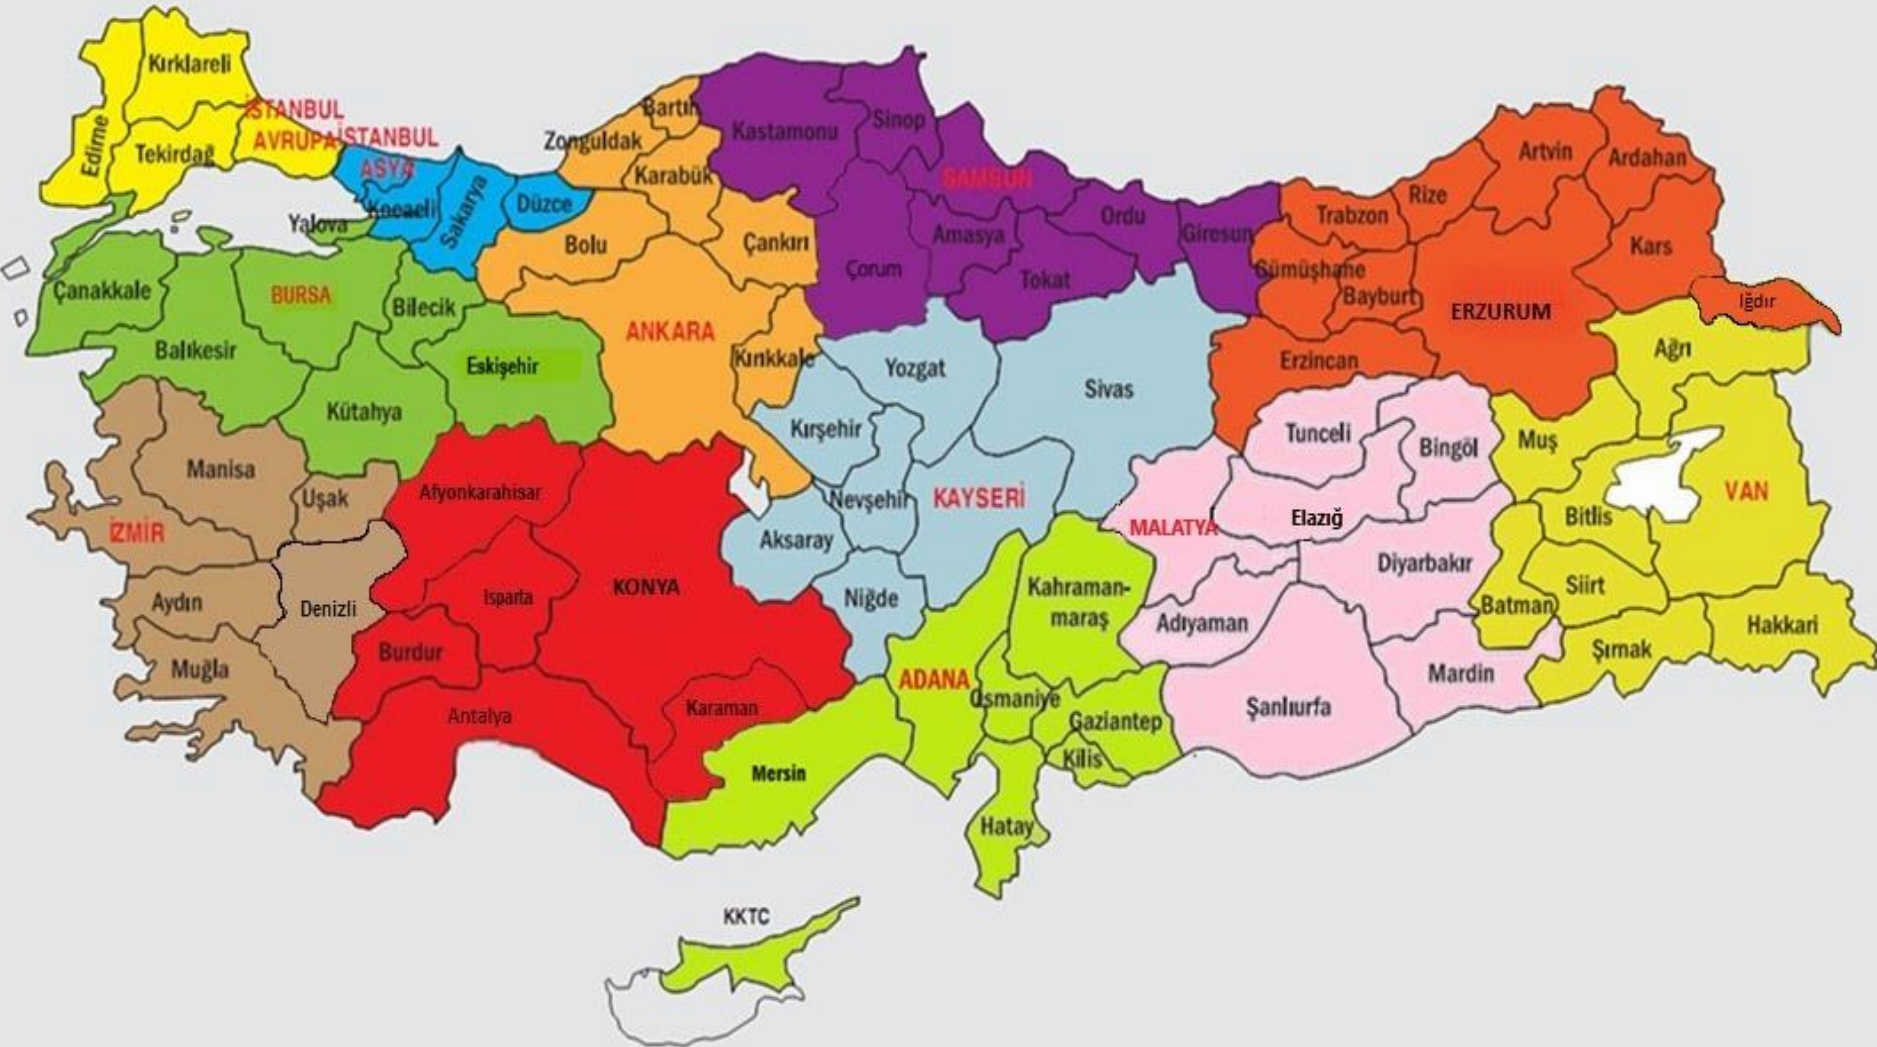 Kırklareli
Edirne
Tekirdağ
İSTANBUL
AVRUPA
İSTANBUL
ASYA
Kocaeli
Sakarya
Düzce
Yalova
Zonguldak
Bartın
Karabük
Bolu
Çankırı
Kastamonu
Sinop
SAMSUN
Çorum
Amasya
Tokat
Ordu
Giresun
Trabzon
Rize
Artvin
Ardahan
Kars
Gümüşhane
Bayburt
ERZURUM
Iğdır
Erzincan
Ağrı
Çanakkale
BURSA
Bilecik
Balıkesir
Eskişehir
Kütahya
ANKARA
Kırıkkale
Yozgat
Sivas
Kırşehir
Nevşehir
KAYSERİ
Aksaray
Niğde
Tunceli
Bingöl
Muş
Bitlis
VAN
MALATYA
Elazığ
Diyarbakır
Adıyaman
Batman
Siirt
Şırnak
Hakkari
Mardin
Şanlıurfa
Manisa
Uşak
İZMİR
Aydın
Denizli
Muğla
Afyonkarahisar
Isparta
KONYA
Burdur
Antalya
Karaman
Mersin
ADANA
Kahraman-
maraş
Osmaniye
Gaziantep
Kilis
Hatay
KKTC